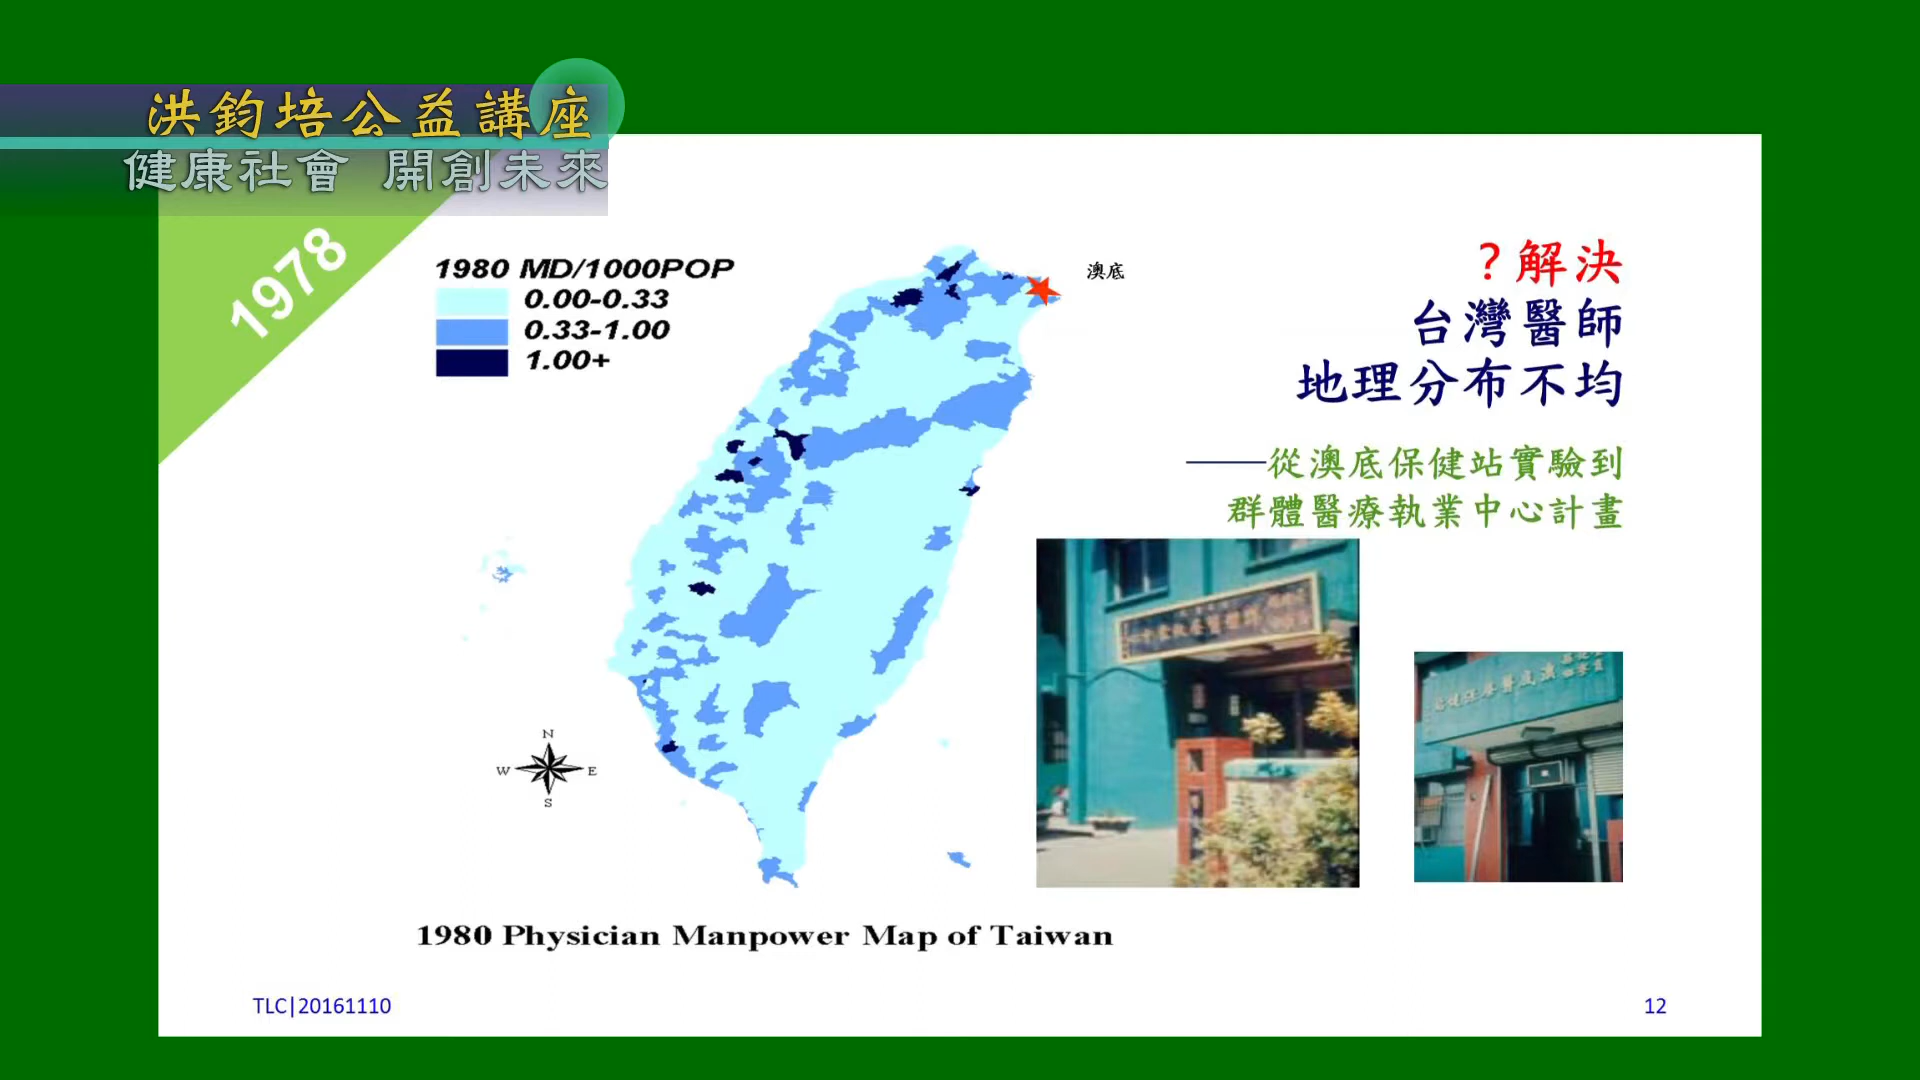 洪鈞培公益講座
健康社會 開創未來
1978
1980 MD/1000POP
0.00-0.33
0.33-1.00
1.00+
澳底
？解決
台灣醫師
地理分布不均
——從澳底保健站實驗到
群體醫療執業中心計畫
N
W E
S
1980 Physician Manpower Map of Taiwan
TLC|20161110
12